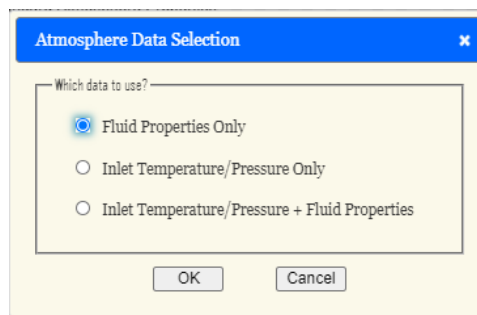 Atmosphere Data Selection
Which data to use?
Fluid Properties Only
Inlet Temperature/Pressure Only
Inlet Temperature/Pressure + Fluid Properties
OK Cancel